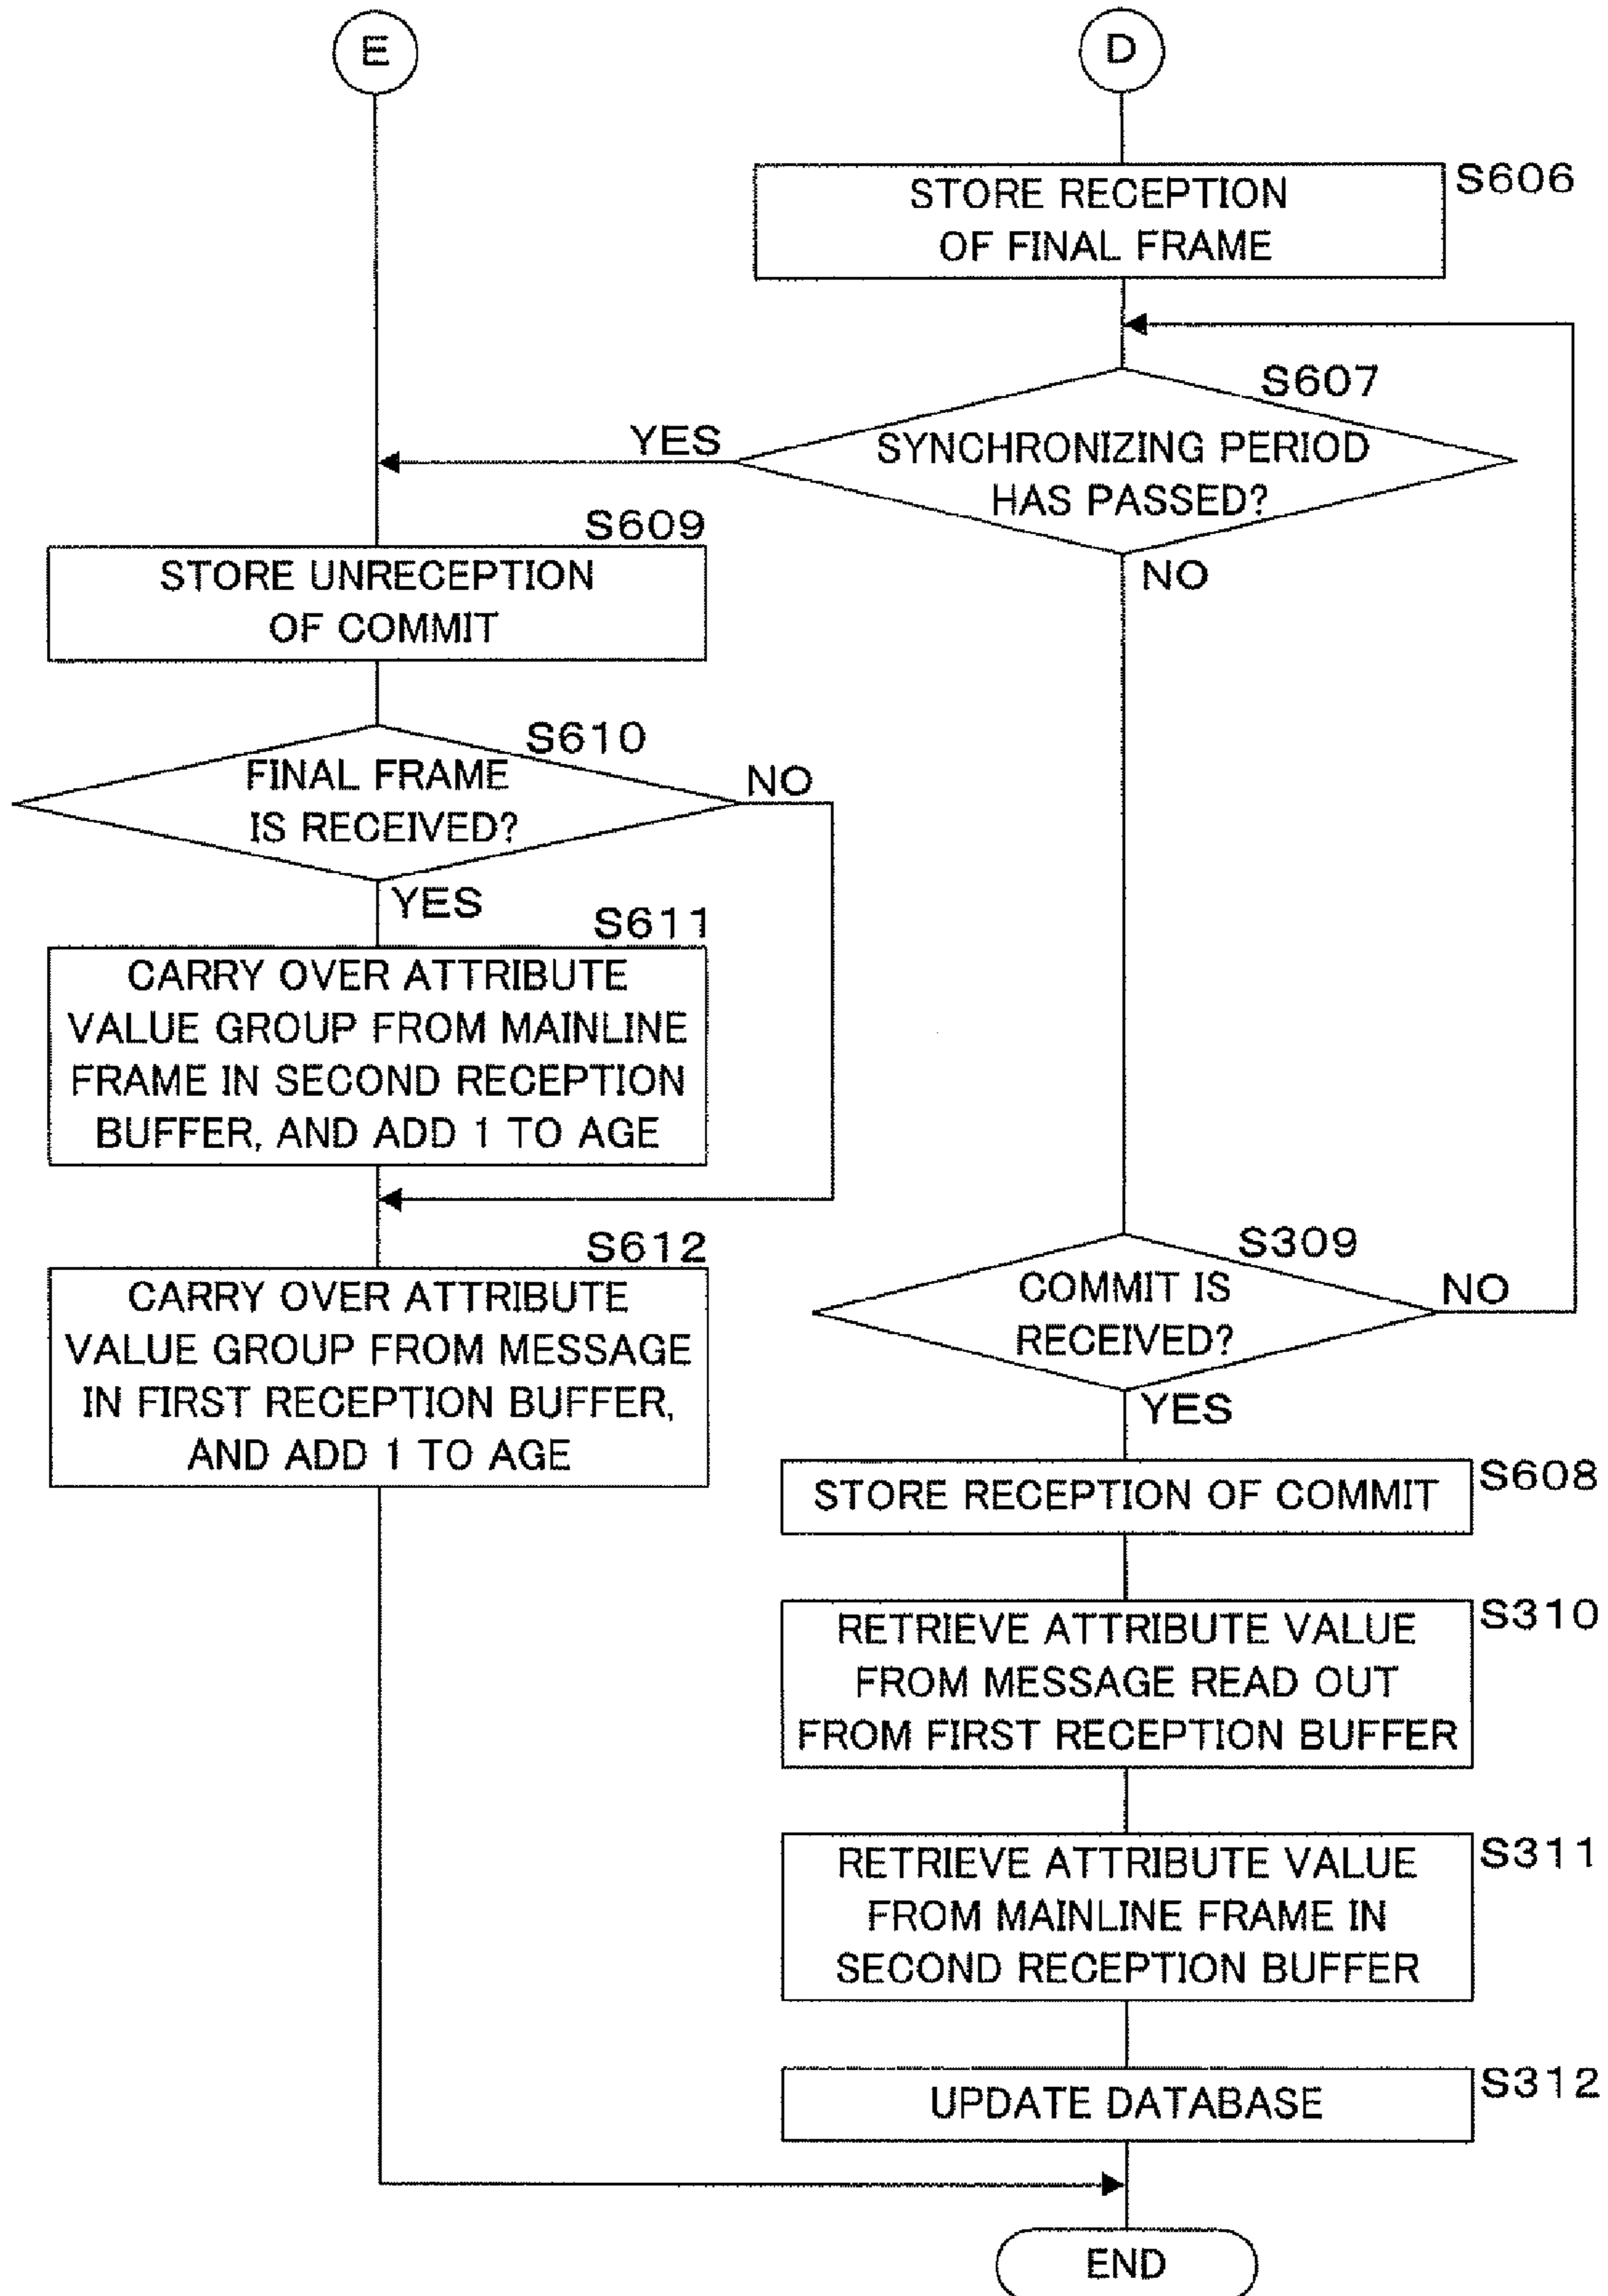 E
D
S606
STORE RECEPTION
OF FINAL FRAME
S607
SYNCHRONIZING PERIOD
HAS PASSED?
YES
NO
S609
STORE UNRECEPTION
OF COMMIT
S610
FINAL FRAME
IS RECEIVED?
NO
YES
S611
CARRY OVER ATTRIBUTE
VALUE GROUP FROM MAINLINE
FRAME IN SECOND RECEPTION
BUFFER, AND ADD 1 TO AGE
S612
CARRY OVER ATTRIBUTE
VALUE GROUP FROM MESSAGE
IN FIRST RECEPTION BUFFER,
AND ADD 1 TO AGE
S309
COMMIT IS
RECEIVED?
NO
YES
S608
STORE RECEPTION OF COMMIT
S310
RETRIEVE ATTRIBUTE VALUE
FROM MESSAGE READ OUT
FROM FIRST RECEPTION BUFFER
S311
RETRIEVE ATTRIBUTE VALUE
FROM MAINLINE FRAME IN
SECOND RECEPTION BUFFER
S312
UPDATE DATABASE
END